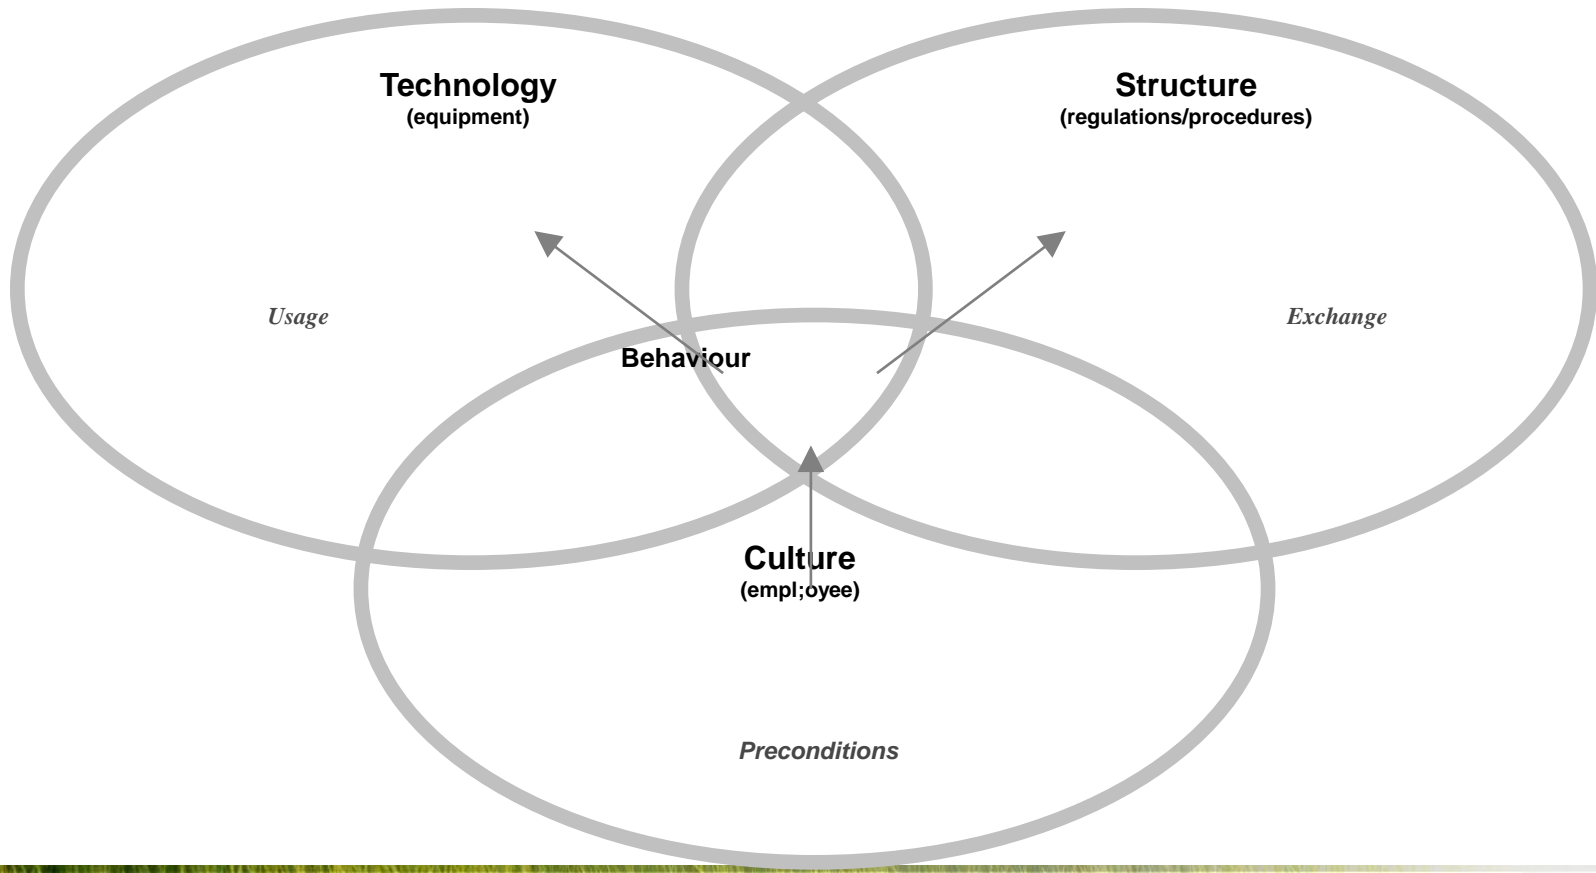 Technology
(equipment)
Structure
(regulations/procedures)
Usage
Exchange
Behaviour
Culture
(empl;oyee)
Preconditions